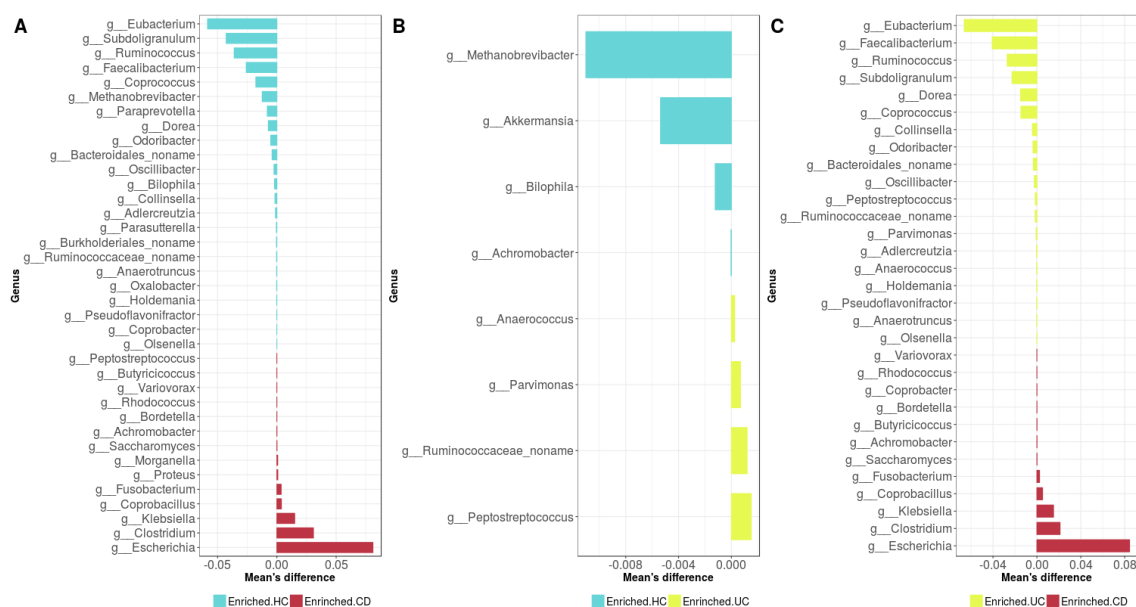 A
g__Eubacterium
g__Subdoligranulum
g__Ruminococcus
g__Faecalibacterium
g__Coprococcus
g__Methanobrevibacter
g__Paraprevotella
g__Dorea
g__Odoribacter
g__Bacteroidales_noname
g__Oscillibacter
g__Bilophila
g__Collinsella
g__Adlercreutzia
g__Parasutterella
g__Burkholderiales_noname
g__Ruminococcaceae_noname
g__Anaerotruncus
g__Oxalobacter
g__Holdemania
g__Pseudoflavonifractor
g__Coprobacter
g__Olsenella
g__Peptostreptococcus
g__Butyricicoccus
g__Variovorax
g__Rhodococcus
g__Bordetella
g__Achromobacter
g__Saccharomyces
g__Morganella
g__Proteus
g__Fusobacterium
g__Coprobacillus
g__Klebsiella
g__Clostridium
g__Escherichia
Genus
-0.05 0.00 0.05
Mean's difference
Enriched.HC Enrinched.CD
B
g__Methanobrevibacter
g__Akkermansia
g__Bilophila
g__Achromobacter
g__Anaerococcus
g__Parvimonas
g__Ruminococcaceae_noname
g__Peptostreptococcus
Genus
-0.008 -0.004 0.000
Mean's difference
Enriched.HC Enrinched.UC
C
g__Eubacterium
g__Faecalibacterium
g__Ruminococcus
g__Subdoligranulum
g__Dorea
g__Coprococcus
g__Collinsella
g__Odoribacter
g__Bacteroidales_noname
g__Oscillibacter
g__Peptostreptococcus
g__Ruminococcaceae_noname
g__Parvimonas
g__Adlercreutzia
g__Anaerococcus
g__Holdemania
g__Pseudoflavonifractor
g__Anaerotruncus
g__Olsenella
g__Variovorax
g__Rhodococcus
g__Coprobacter
g__Bordetella
g__Butyricicoccus
g__Achromobacter
g__Saccharomyces
g__Fusobacterium
g__Coprobacillus
g__Klebsiella
g__Clostridium
g__Escherichia
Genus
-0.04 0.00 0.04 0.08
Mean's difference
Enriched.UC Enrinched.CD